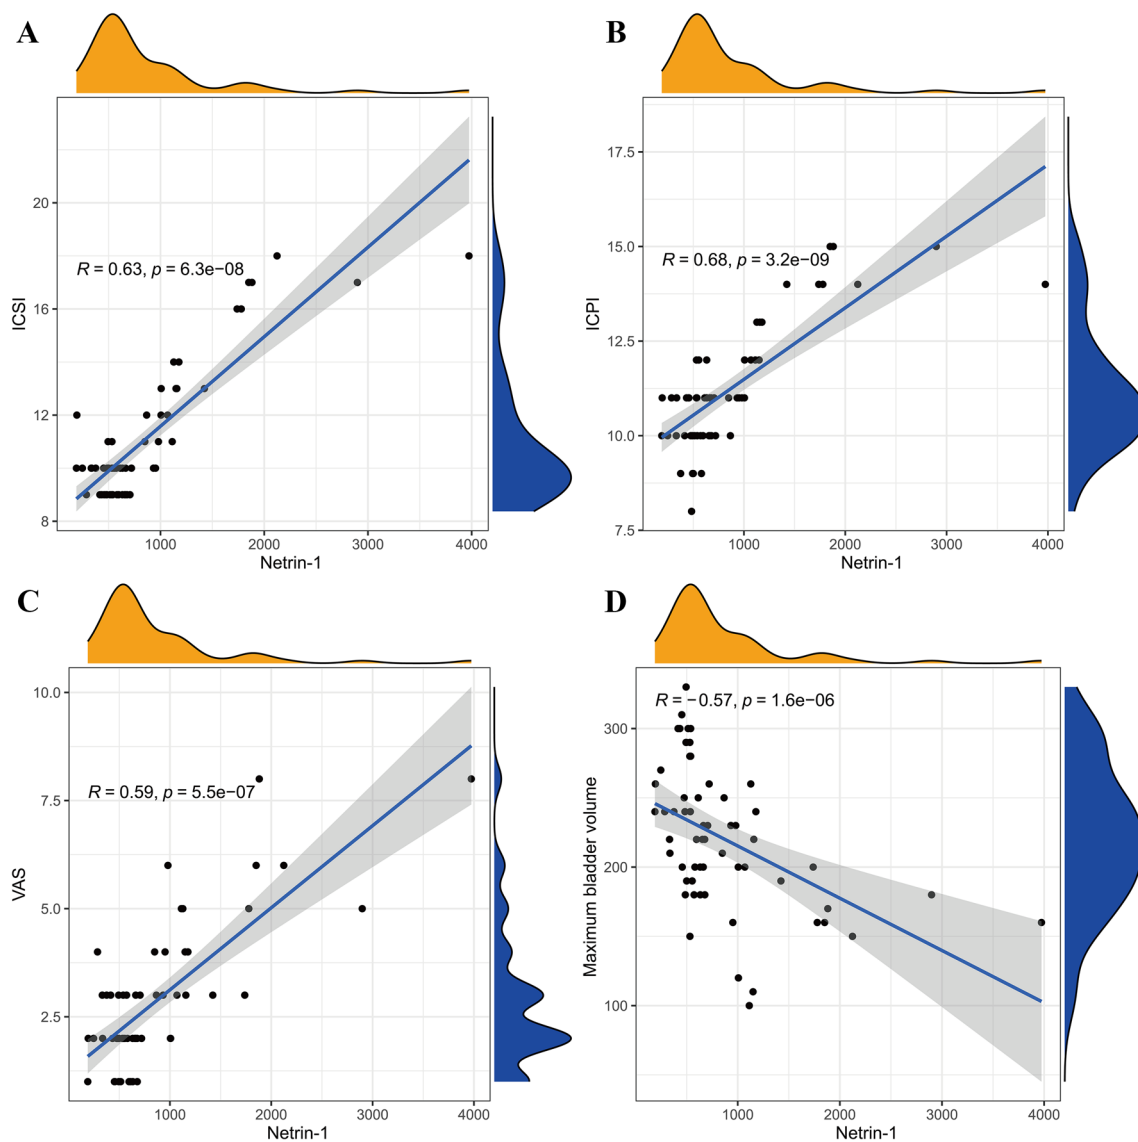 A
20
16
12
8
ICSI
R = 0.63, p = 6.3e−08
1000 2000 3000 4000
Netrin-1
B
17.5
15.0
12.5
10.0
7.5
ICPI
R = 0.68, p = 3.2e−09
1000 2000 3000 4000
Netrin-1
C
10.0
7.5
5.0
2.5
VAS
R = 0.59, p = 5.5e−07
1000 2000 3000 4000
Netrin-1
D
300
200
100
Maximum bladder volume
R = −0.57, p = 1.6e−06
1000 2000 3000 4000
Netrin-1